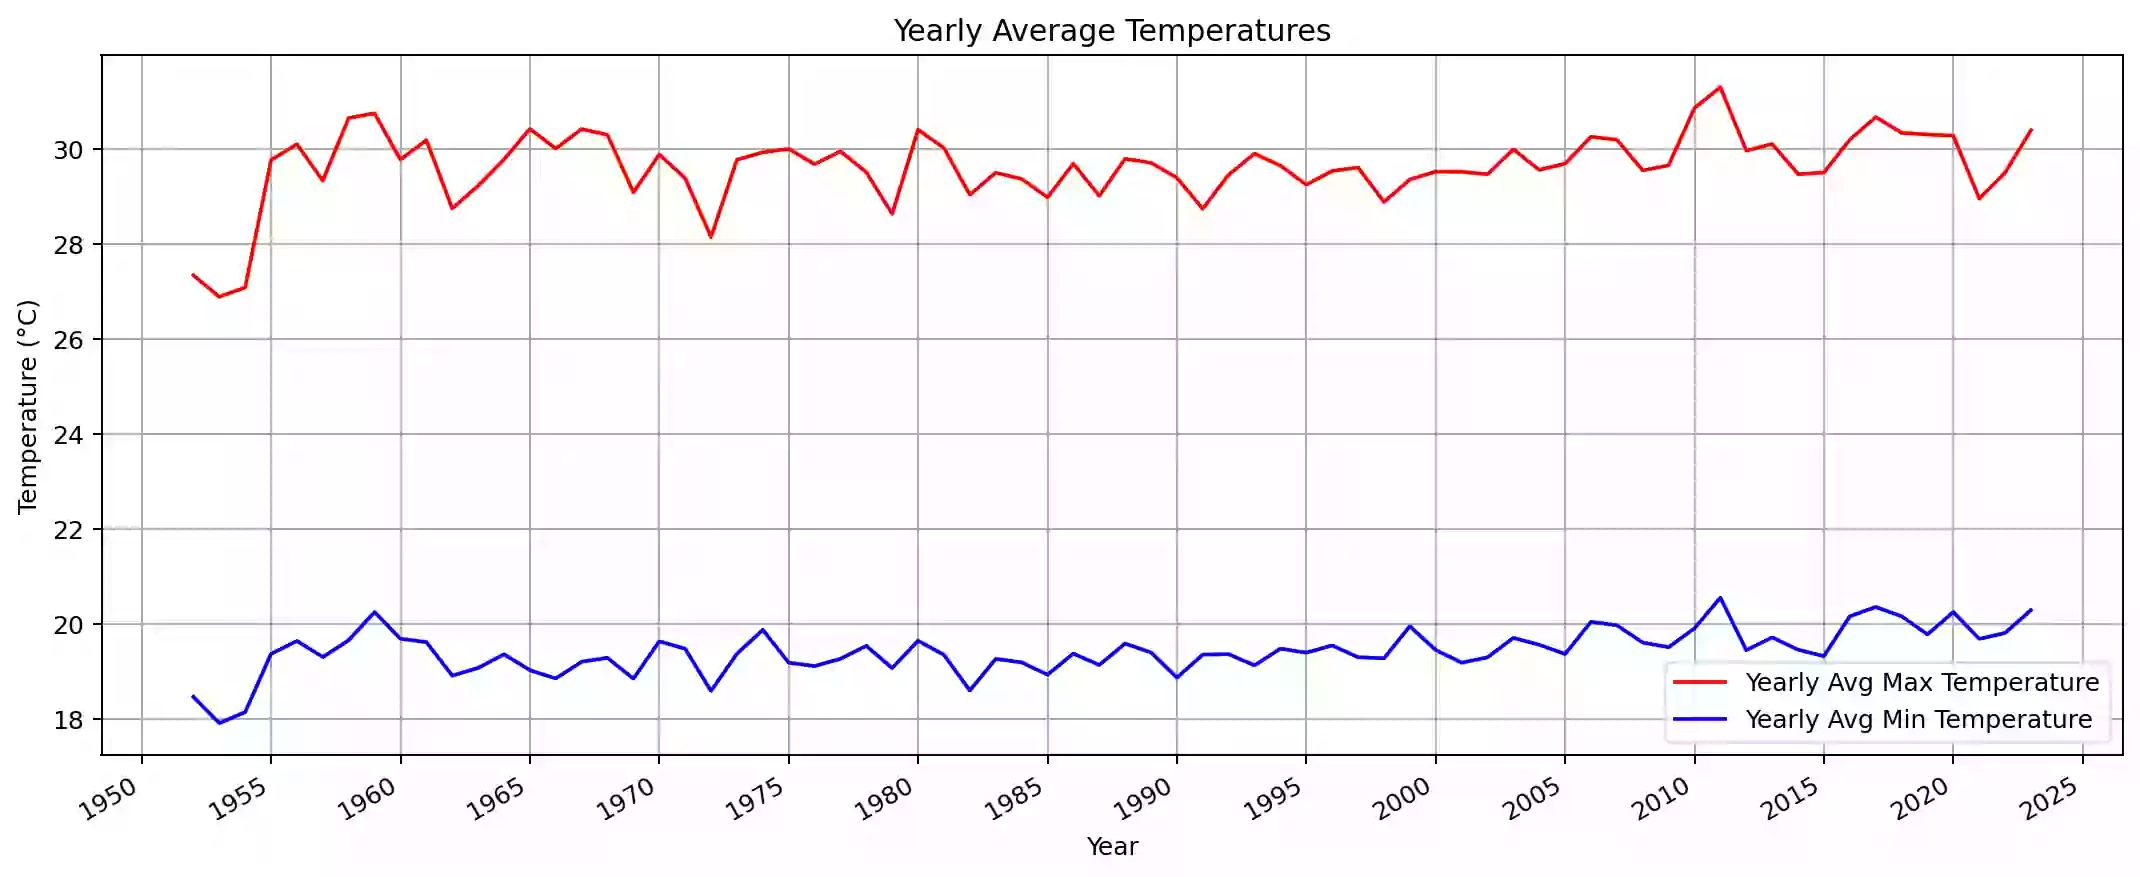 Yearly Average Temperatures
Temperature (°C)
30
28
26
24
22
20
18
Yearly Avg Max Temperature
Yearly Avg Min Temperature
1950 1955 1960 1965 1970 1975 1980 1985 1990 1995 2000 2005 2010 2015 2020 2025
Year